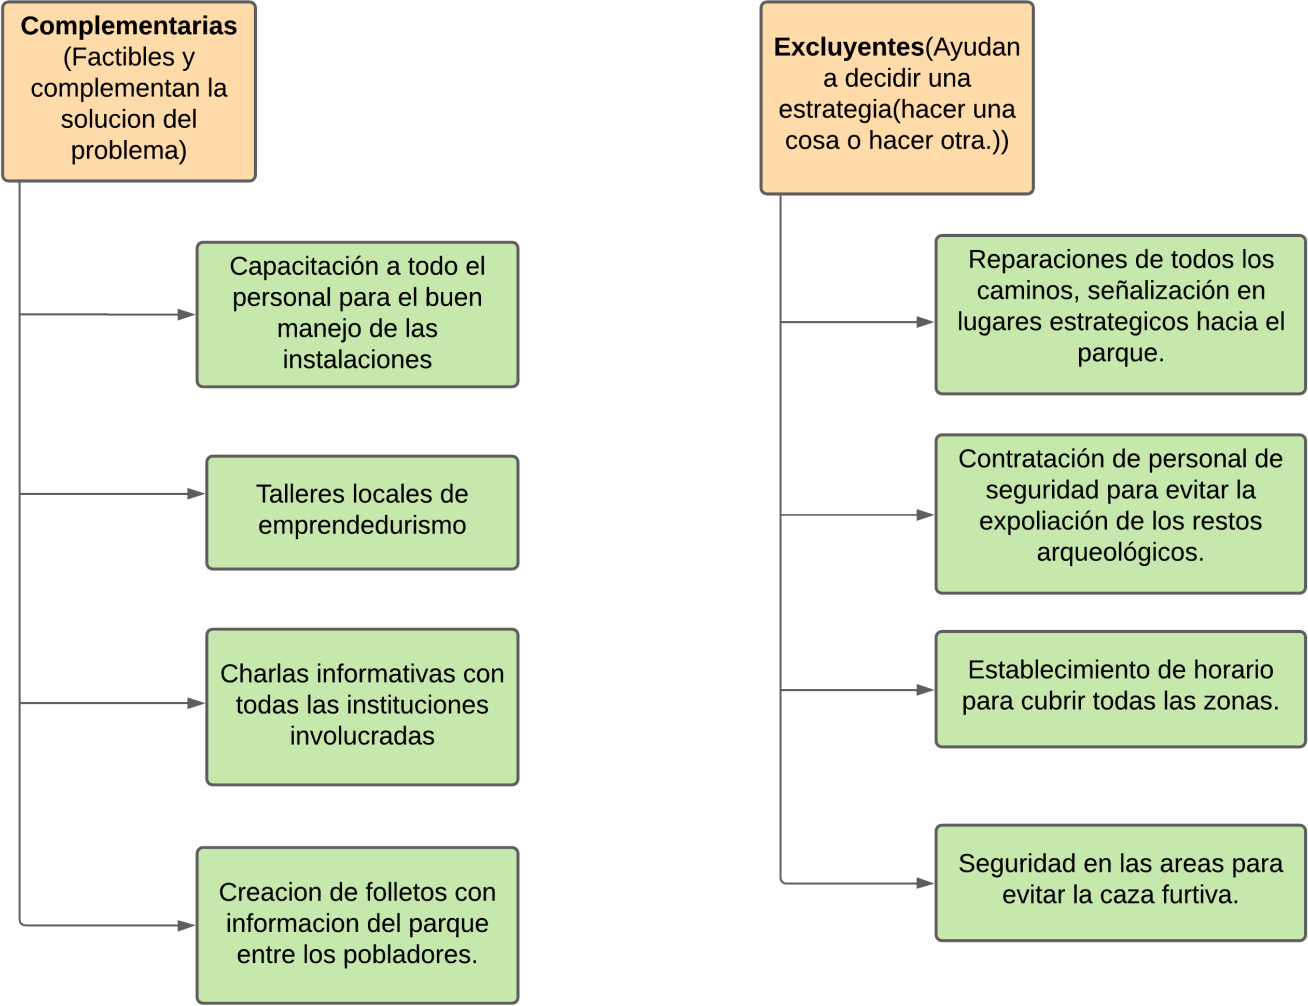 Complementarias
(Factibles y
complementan la
solucion del
problema)
Capacitación a todo el
personal para el buen
manejo de las
instalaciones
Talleres locales de
emprendedurismo
Charlas informativas con
todas las instituciones
involucradas
Creacion de folletos con
informacion del parque
entre los pobladores.
Excluyentes(Ayudan
a decidir una
estrategia(hacer una
cosa o hacer otra.))
Reparaciones de todos los
caminos, señalización en
lugares estrategicos hacia el
parque.
Contratación de personal de
seguridad para evitar la
expoliación de los restos
arqueológicos.
Establecimiento de horario
para cubrir todas las zonas.
Seguridad en las areas para
evitar la caza furtiva.